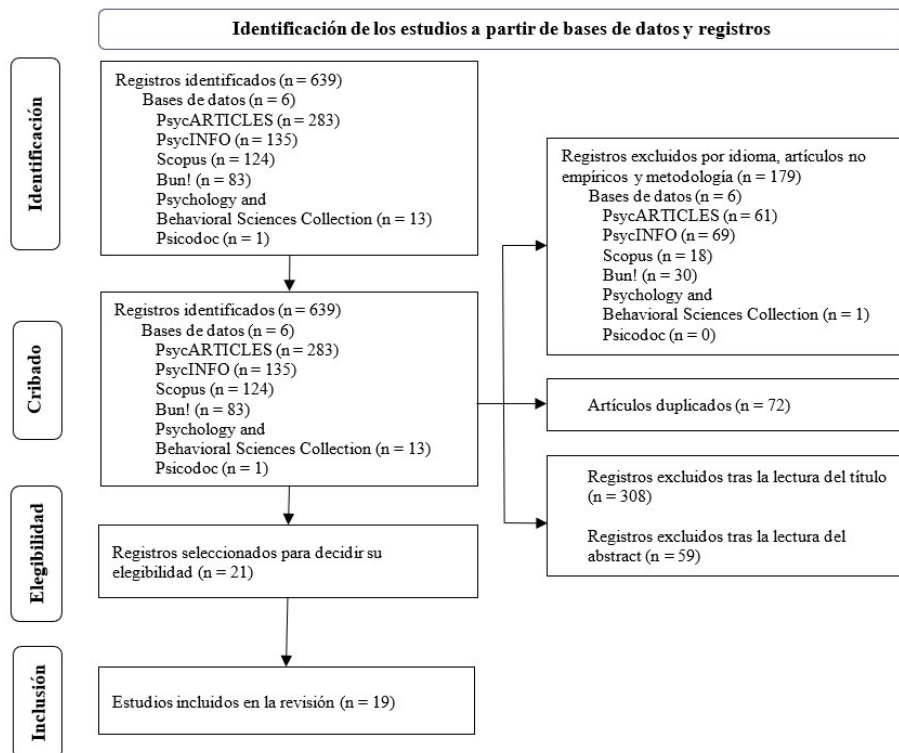 Identificación de los estudios a partir de bases de datos y registros
Identificación
Registros identificados (n = 639)
Bases de datos (n = 6)
PsycARTICLES (n = 283)
PsycINFO (n = 135)
Scopus (n = 124)
Bun! (n = 83)
Psychology and
Behavioral Sciences Collection (n = 13)
Psicodoc (n = 1)
Registros excluidos por idioma, artículos no
empíricos y metodología (n = 179)
Bases de datos (n = 6)
PsycARTICLES (n = 61)
PsycINFO (n = 69)
Scopus (n = 18)
Bun! (n = 30)
Psychology and
Behavioral Sciences Collection (n = 1)
Psicodoc (n = 0)
Cribado
Registros identificados (n = 639)
Bases de datos (n = 6)
PsycARTICLES (n = 283)
PsycINFO (n = 135)
Scopus (n = 124)
Bun! (n = 83)
Psychology and
Behavioral Sciences Collection (n = 13)
Psicodoc (n = 1)
Artículos duplicados (n = 72)
Registros excluidos tras la lectura del título
(n = 308)
Registros excluidos tras la lectura del
abstract (n = 59)
Elegibilidad
Registros seleccionados para decidir su
elegibilidad (n = 21)
Inclusión
Estudios incluidos en la revisión (n = 19)